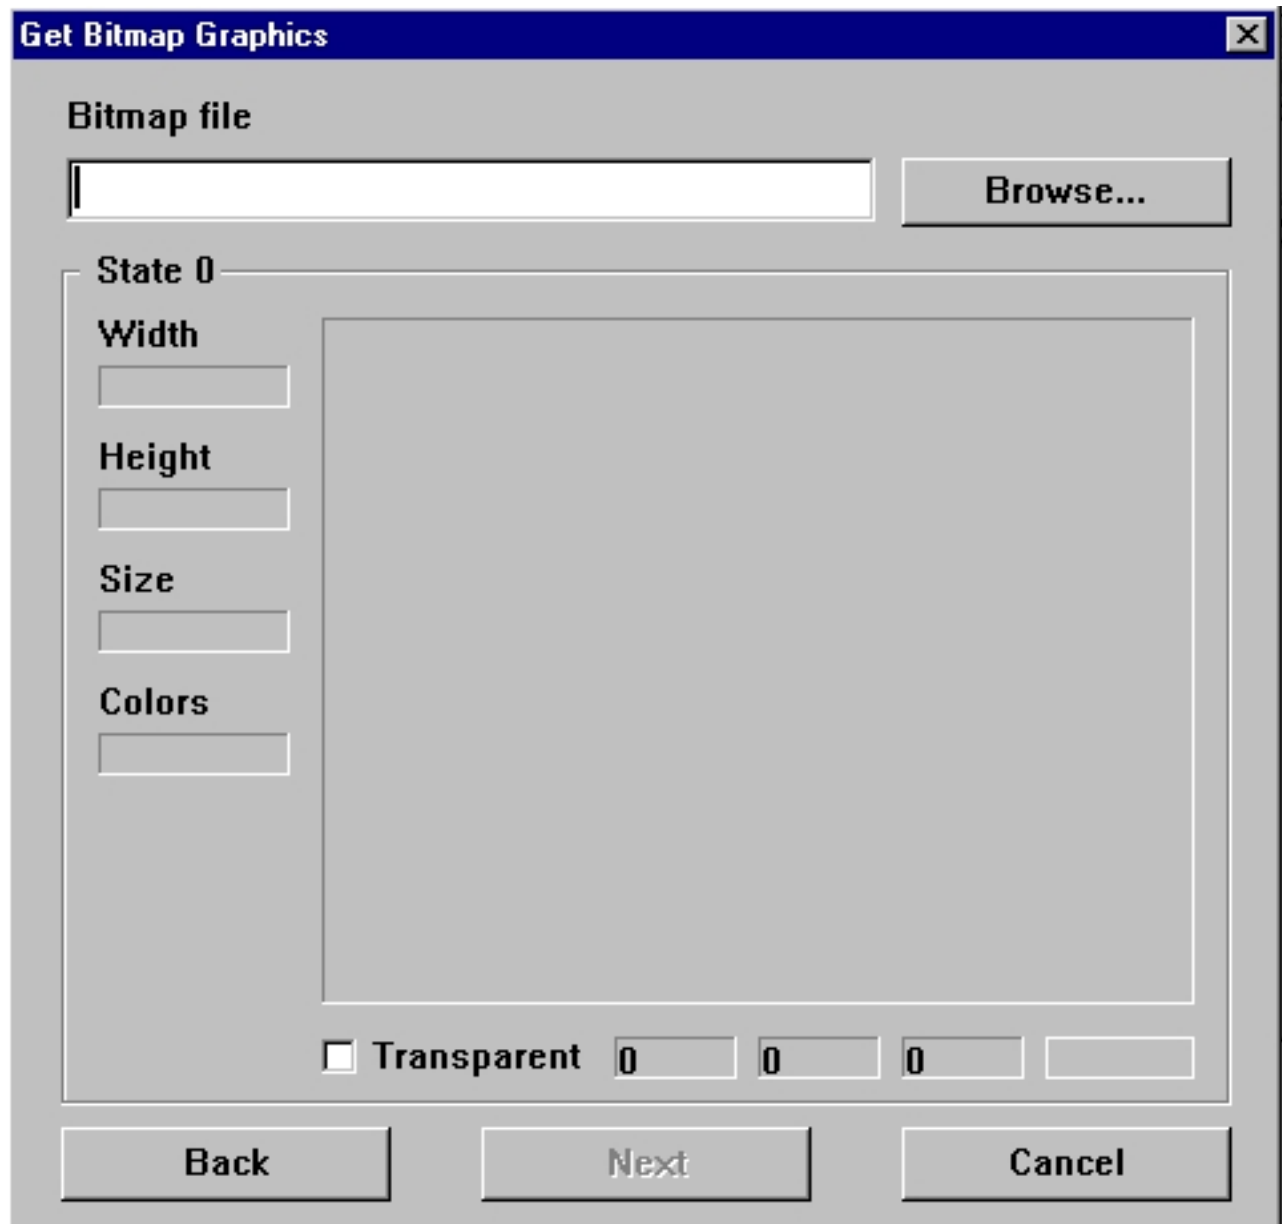 Get Bitmap Graphics
Bitmap file
Browse...
State 0
Width
Height
Size
Colors
Transparent 0 0 0
Back Next Cancel